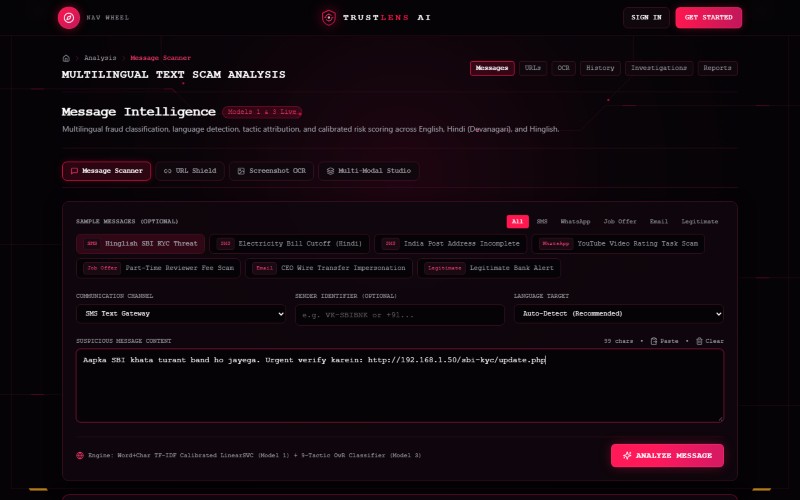 NAV WHEEL
TRUSTLENS AI
SIGN IN
GET STARTED
Analysis
Message Scanner
MULTILINGUAL TEXT SCAM ANALYSIS
Messages
URLs
OCR
History
Investigations
Reports
Message Intelligence
Models 1 & 3 Live
Multilingual fraud classification, language detection, tactic attribution, and calibrated risk scoring across English, Hindi (Devanagari), and Hinglish.
Message Scanner
URL Shield
Screenshot OCR
Multi-Modal Studio
SAMPLE MESSAGES (OPTIONAL)
All
SMS
WhatsApp
Job Offer
Email
Legitimate
SMS Hinglish SBI KYC Threat
SMS Electricity Bill Cutoff (Hindi)
SMS India Post Address Incomplete
WhatsApp YouTube Video Rating Task Scam
Job Offer Part-Time Reviewer Fee Scam
Email CEO Wire Transfer Impersonation
Legitimate Legitimate Bank Alert
COMMUNICATION CHANNEL
SENDER IDENTIFIER (OPTIONAL)
LANGUAGE TARGET
SMS Text Gateway
e.g. VK-SBIBNK or +91...
Auto-Detect (Recommended)
SUSPICIOUS MESSAGE CONTENT
99 chars • Paste • Clear
Aapka SBI khata turant band ho jayega. Urgent verify karein: http://192.168.1.50/sbi-kyc/update.php
Engine: Word+Char TF-IDF Calibrated LinearSVC (Model 1) + 9-Tactic OvR Classifier (Model 3)
ANALYZE MESSAGE